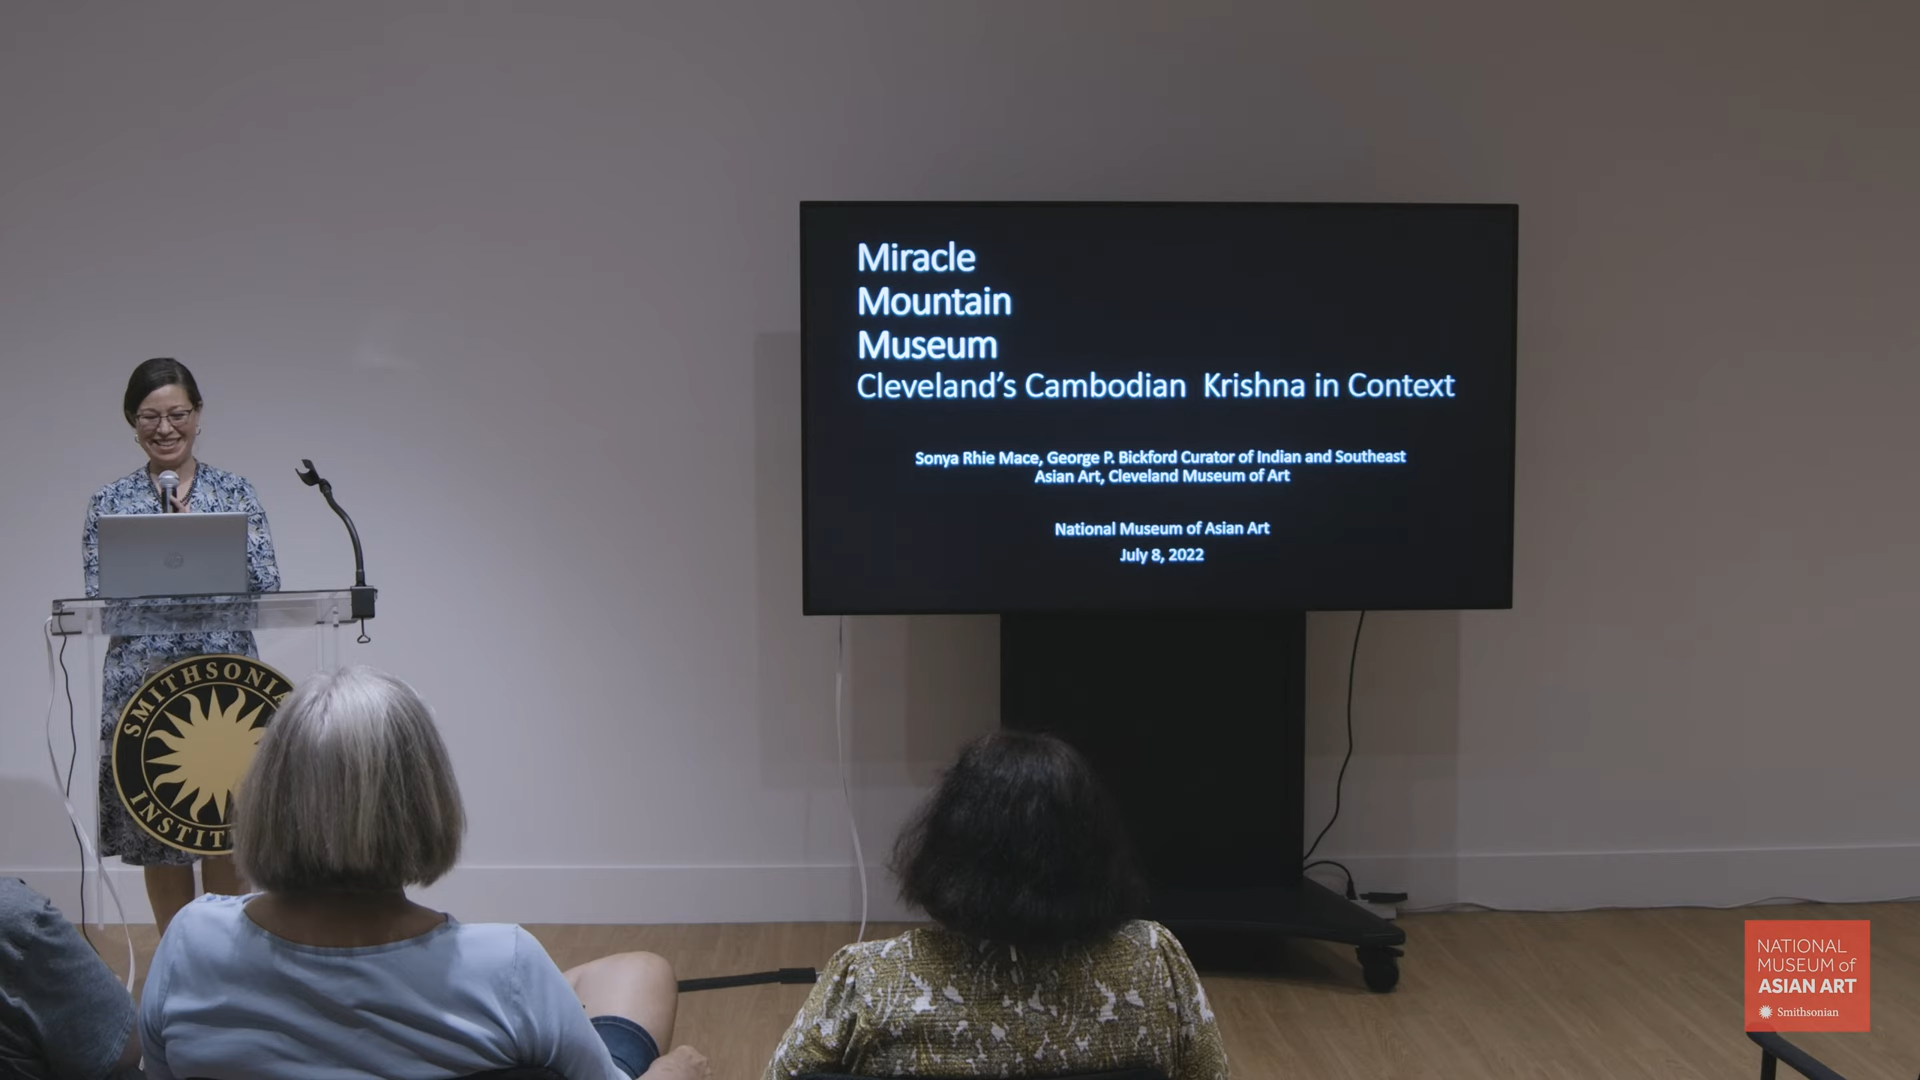 Miracle
Mountain
Museum
Cleveland's Cambodian Krishna in Context
Sonya Rhie Mace, George P. Bickford Curator of Indian and Southeast
Asian Art, Cleveland Museum of Art
National Museum of Asian Art
July 8, 2022
SMITHSONIA
INSTIT
NATIONAL
MUSEUM of
ASIAN ART
Smithsonian